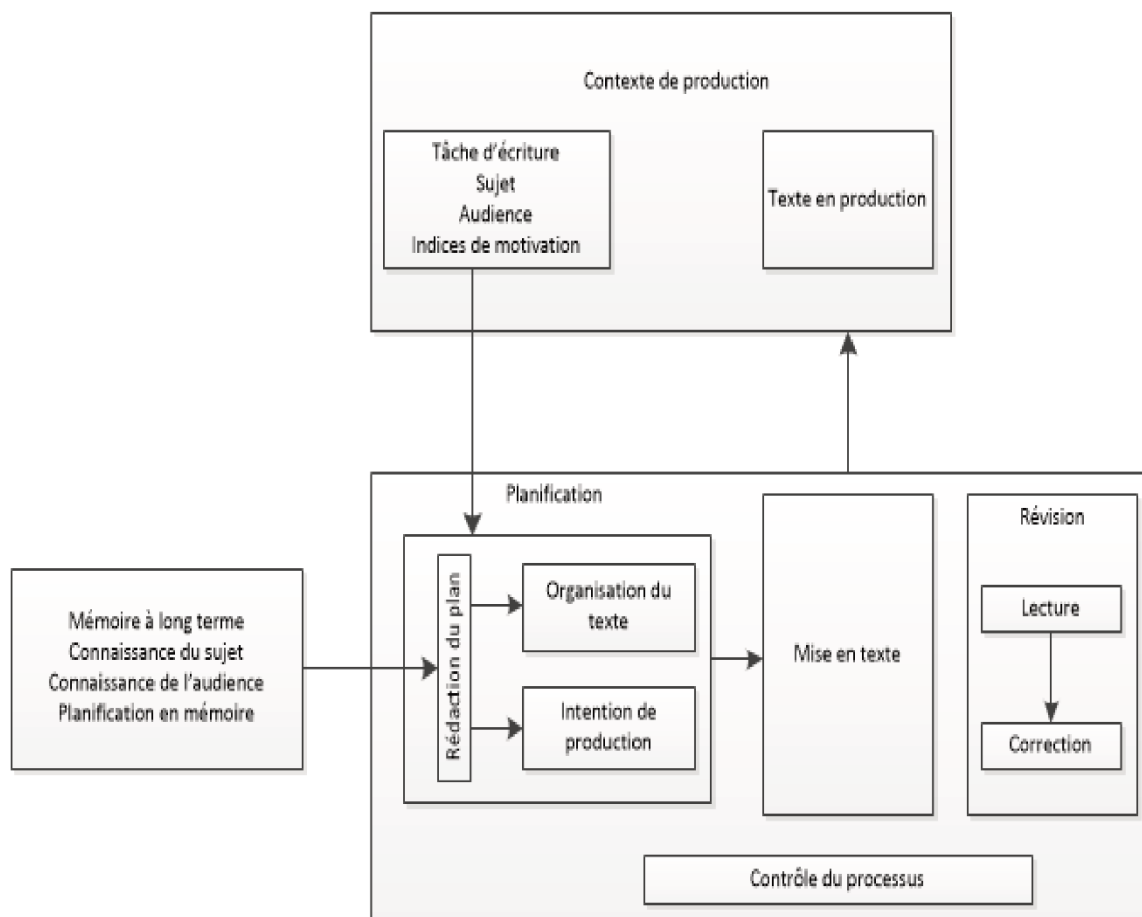 Contexte de production
Tâche d'écriture
Sujet
Audience
Indices de motivation
Texte en production
Planification
Rédaction du plan
Organisation du
texte
Intention de
production
Mise en texte
Révision
Lecture
Correction
Mémoire à long terme
Connaissance du sujet
Connaissance de l'audience
Planification en mémoire
Contrôle du processus